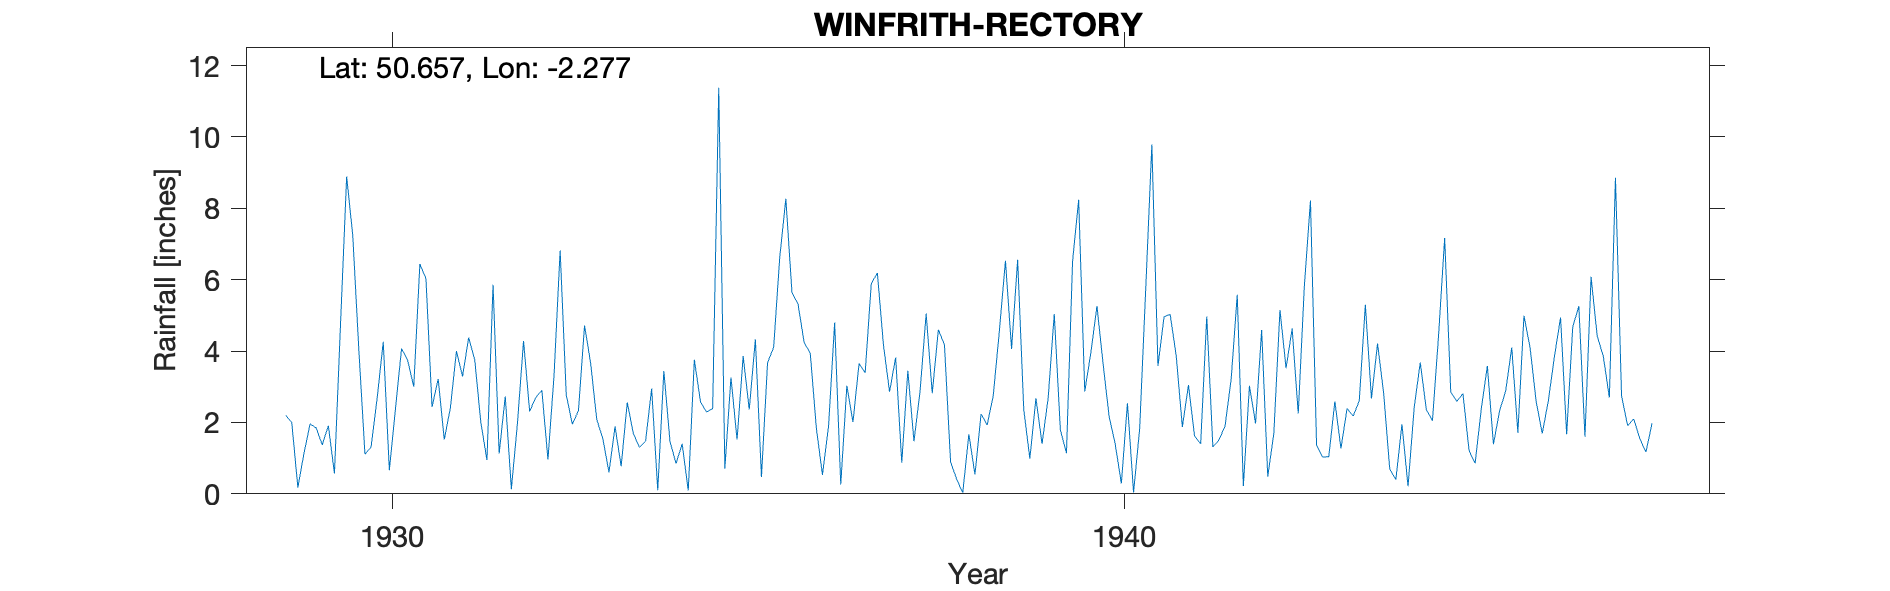 WINFRITH-RECTORY
Lat: 50.657, Lon: -2.277
12
10
8
6
4
2
0
Rainfall [inches]
1930
1940
Year